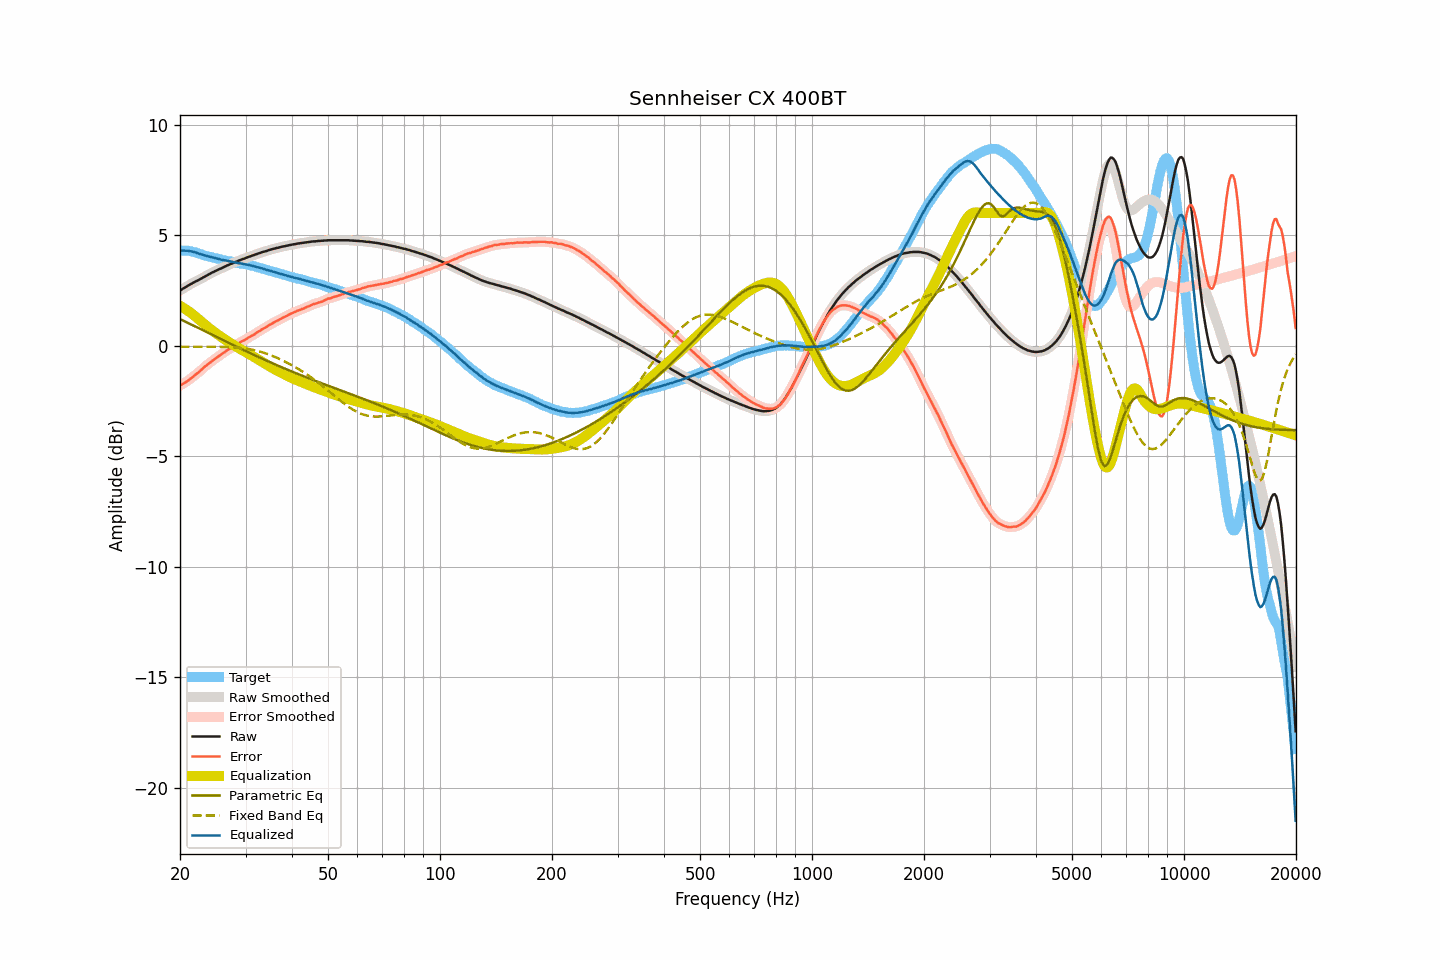 Sennheiser CX 400BT
10
5
0
−5
−10
−15
−20
Amplitude (dBr)
Target
Raw Smoothed
Error Smoothed
Raw
Error
Equalization
Parametric Eq
Fixed Band Eq
Equalized
20 50 100 200 500 1000 2000 5000 10000 20000
Frequency (Hz)